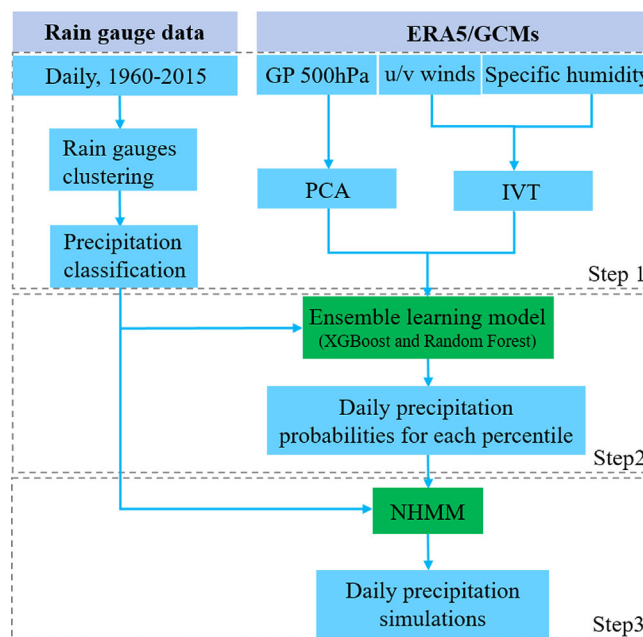 Rain gauge data
ERA5/GCMs
Daily, 1960-2015
GP 500hPa
u/v winds
Specific humidity
Rain gauges
clustering
PCA
IVT
Precipitation
classification
Step 1
Ensemble learning model
(XGBoost and Random Forest)
Daily precipitation
probabilities for each percentile
Step2
NHMM
Daily precipitation
simulations
Step3